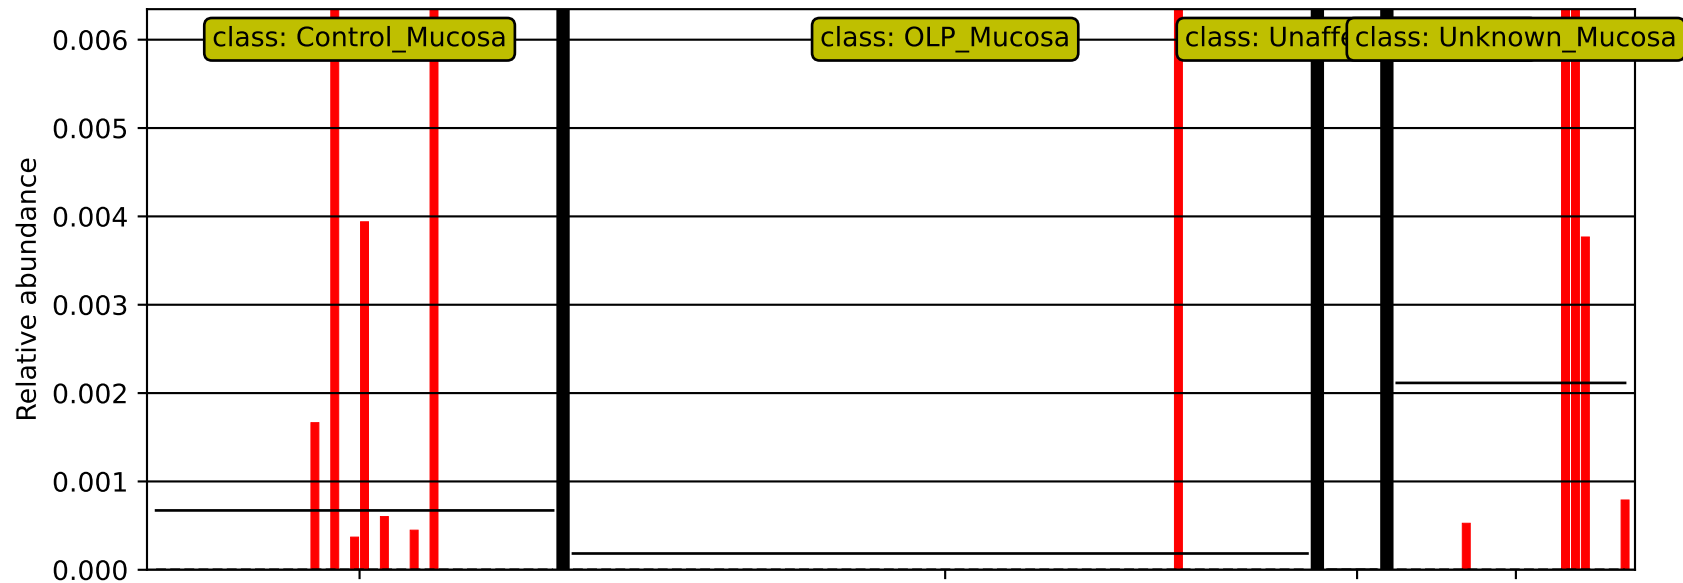 class: Control_Mucosa
class: OLP_Mucosa
class:
class: Unknown_Mucosa
0.006
0.005
0.004
0.003
0.002
0.001
0.000
Relative abundance